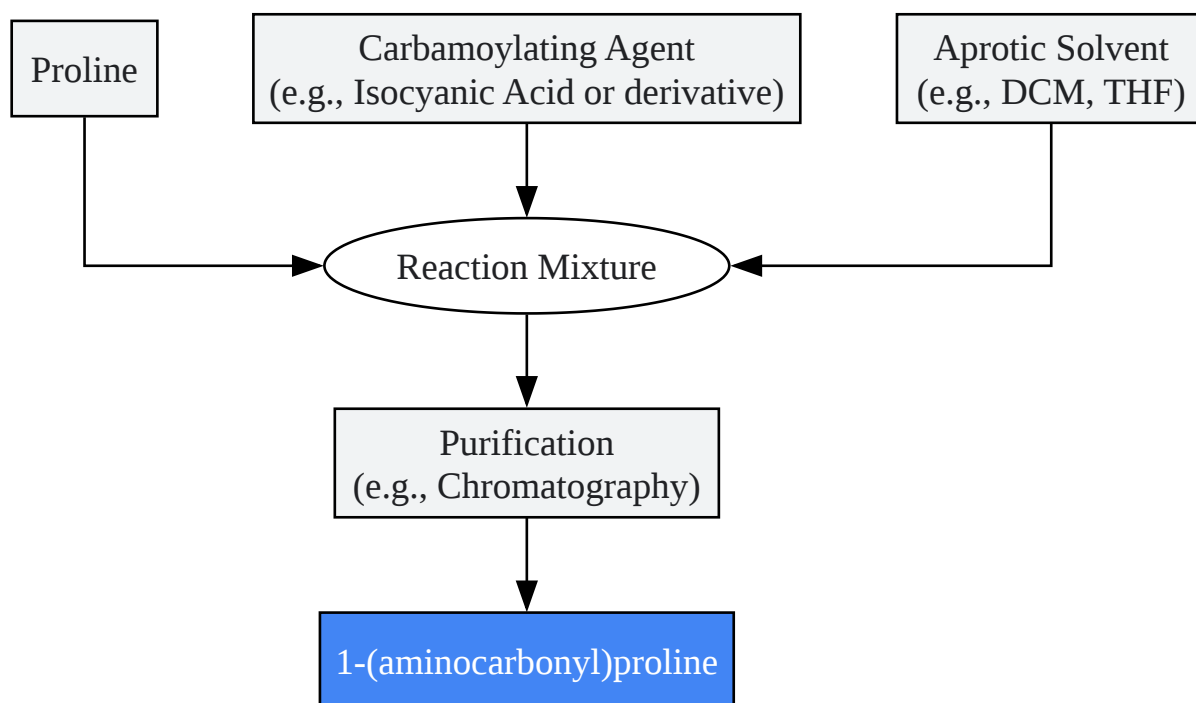 Proline
Carbamoylating Agent
(e.g., Isocyanic Acid or derivative)
Aprotic Solvent
(e.g., DCM, THF)
Reaction Mixture
Purification
(e.g., Chromatography)
1-(aminocarbonyl)proline